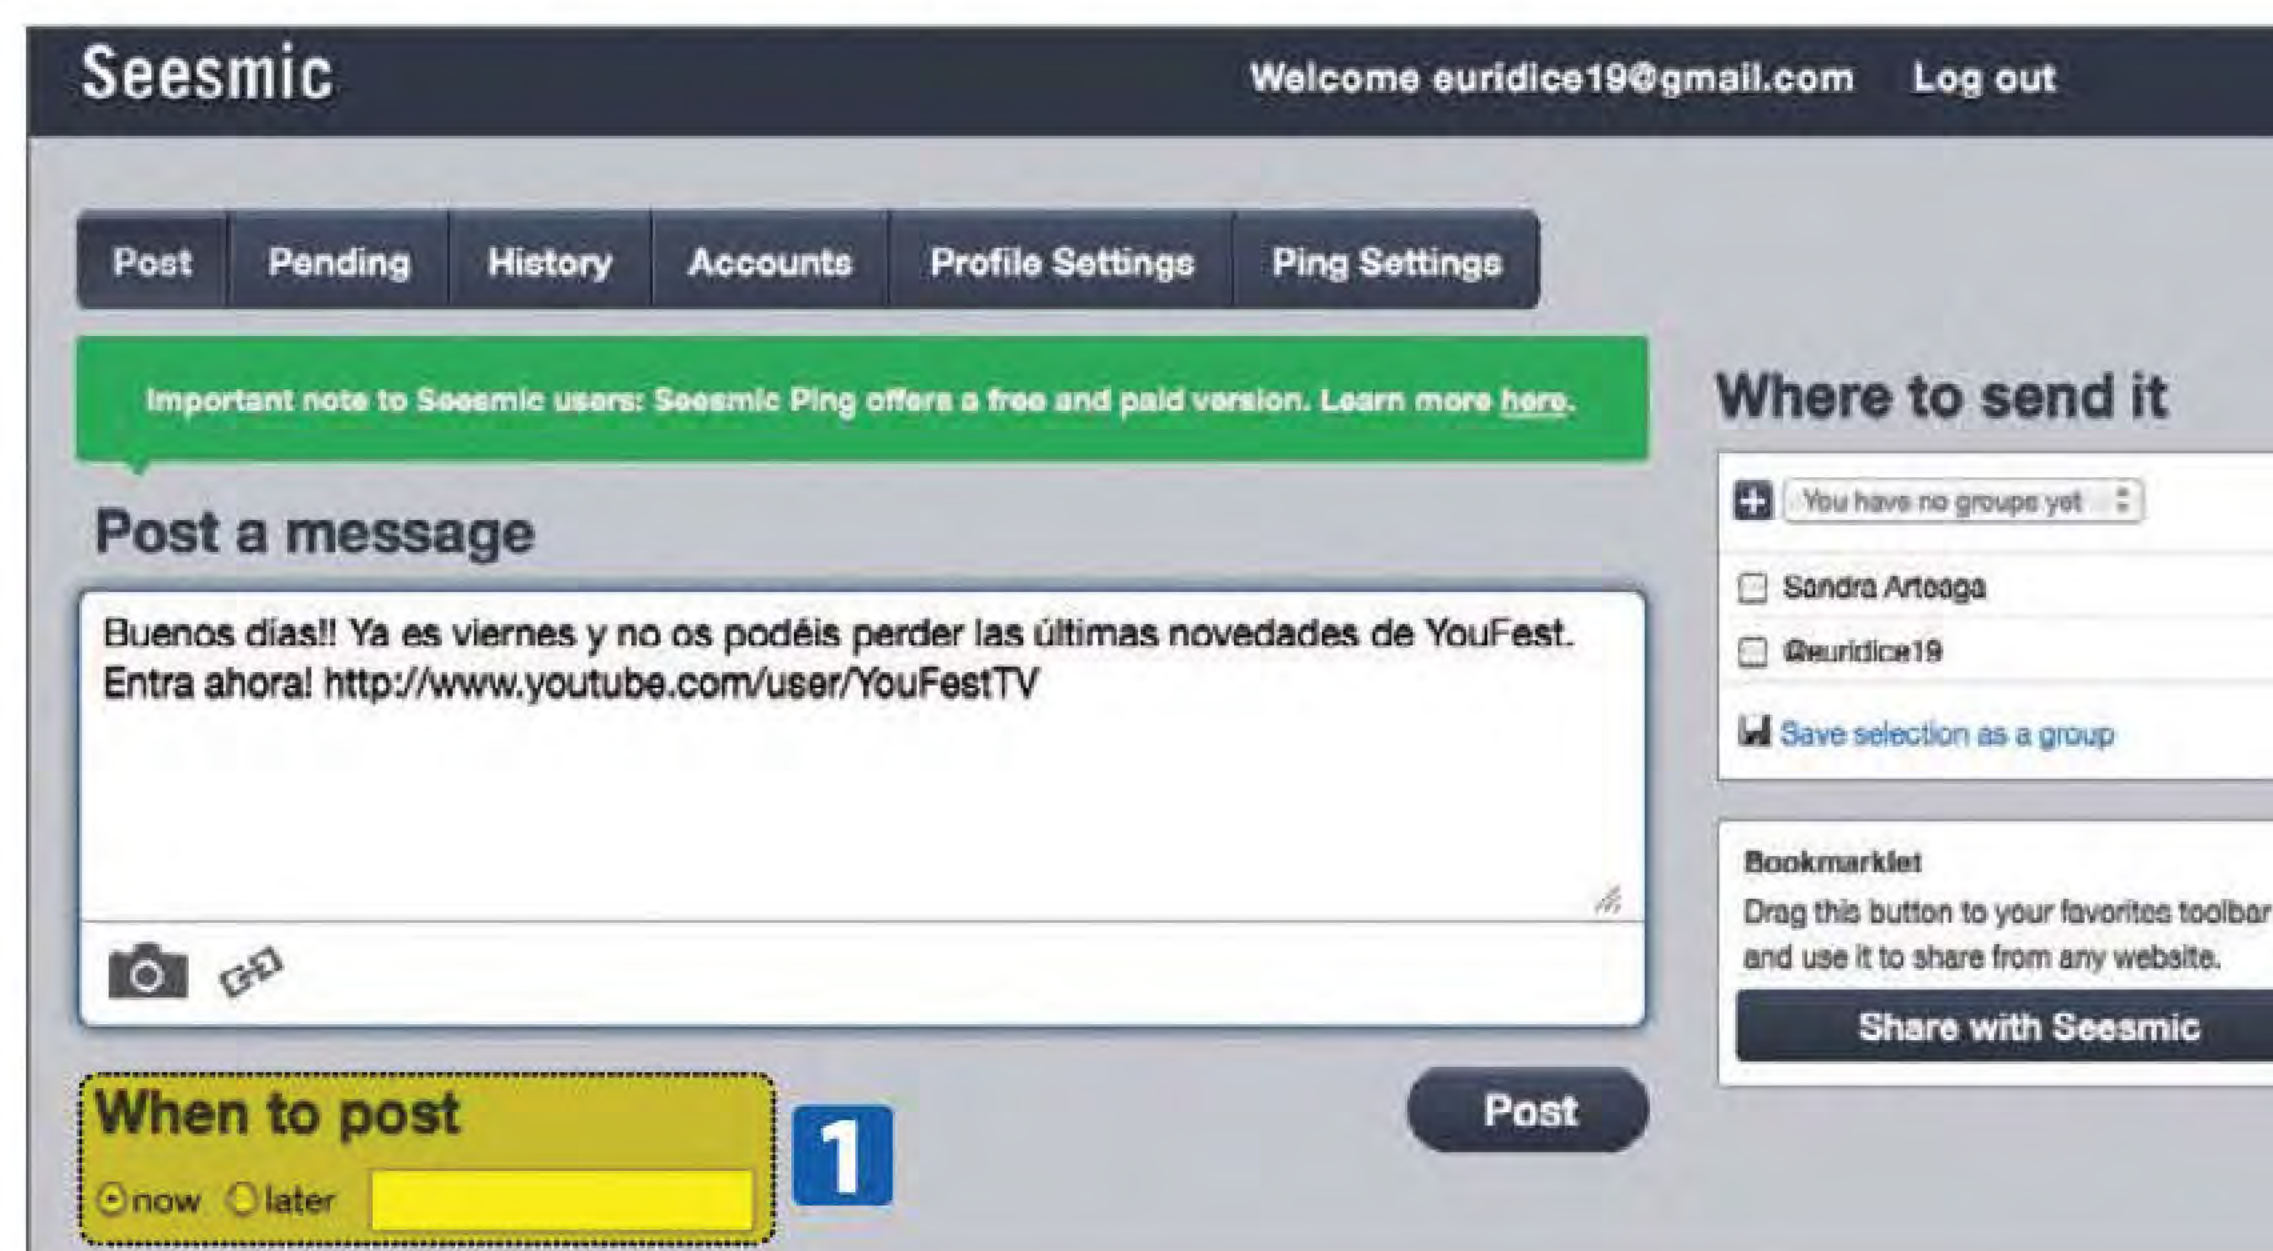 Seesmic
Welcome euridice19@gmail.com Log out
Post Pending History Accounts Profile Settings Ping Settings
Important note to Seesmic users: Seesmic Ping offers a free and paid version. Learn more here.
Post a message
Buenos días!! Ya es viernes y no os podéis perder las últimas novedades de YouFest.
Entra ahora! http://www.youtube.com/user/YouFestTV
When to post
now later
1
Post
Where to send it
You have no groups yet
Sandra Arteaga
@euridice19
Save selection as a group
Bookmarklet
Drag this button to your favorites toolbar
and use it to share from any website.
Share with Seesmic